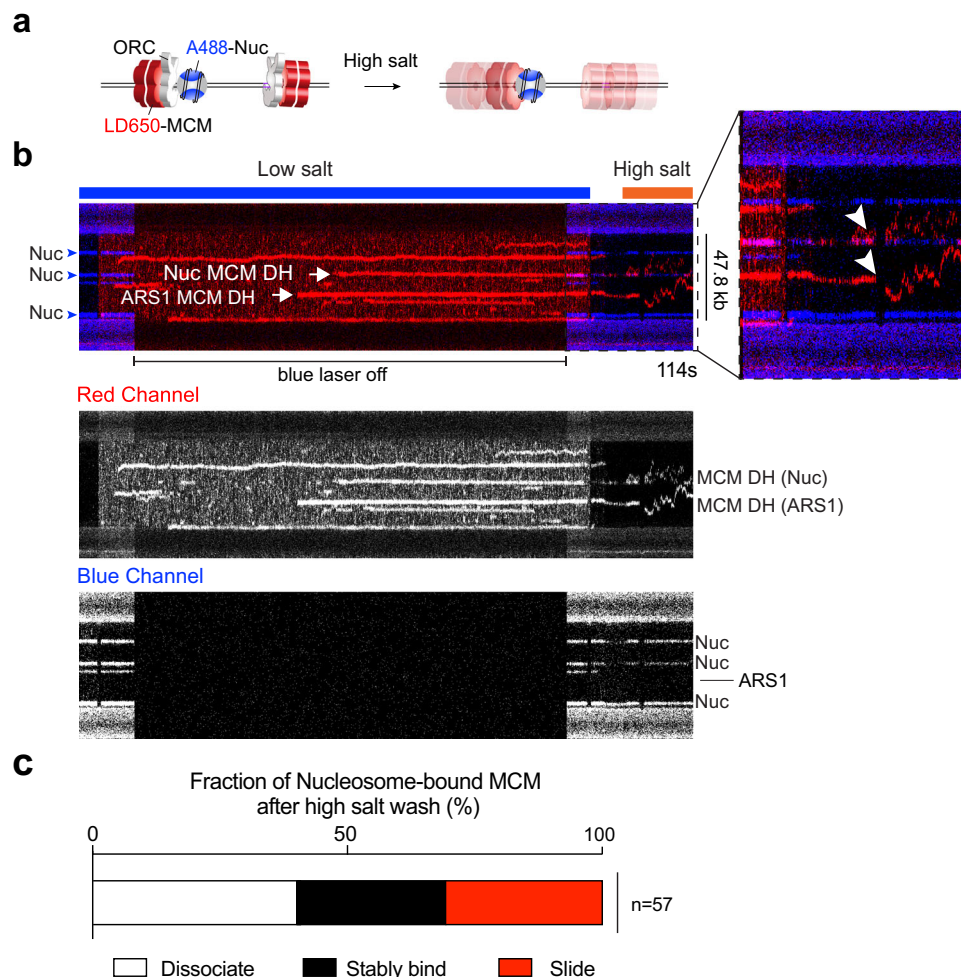 a
ORC
A488-Nuc
LD650-MCM
High salt
b
Low salt
High salt
Nuc
Nuc
Nuc
Nuc MCM DH
ARS1 MCM DH
47.8 kb
blue laser off
114s
Red Channel
MCM DH (Nuc)
MCM DH (ARS1)
Blue Channel
Nuc
Nuc
ARS1
Nuc
c
Fraction of Nucleosome-bound MCM
after high salt wash (%)
0 50 100
n=57
Dissociate Stably bind Slide